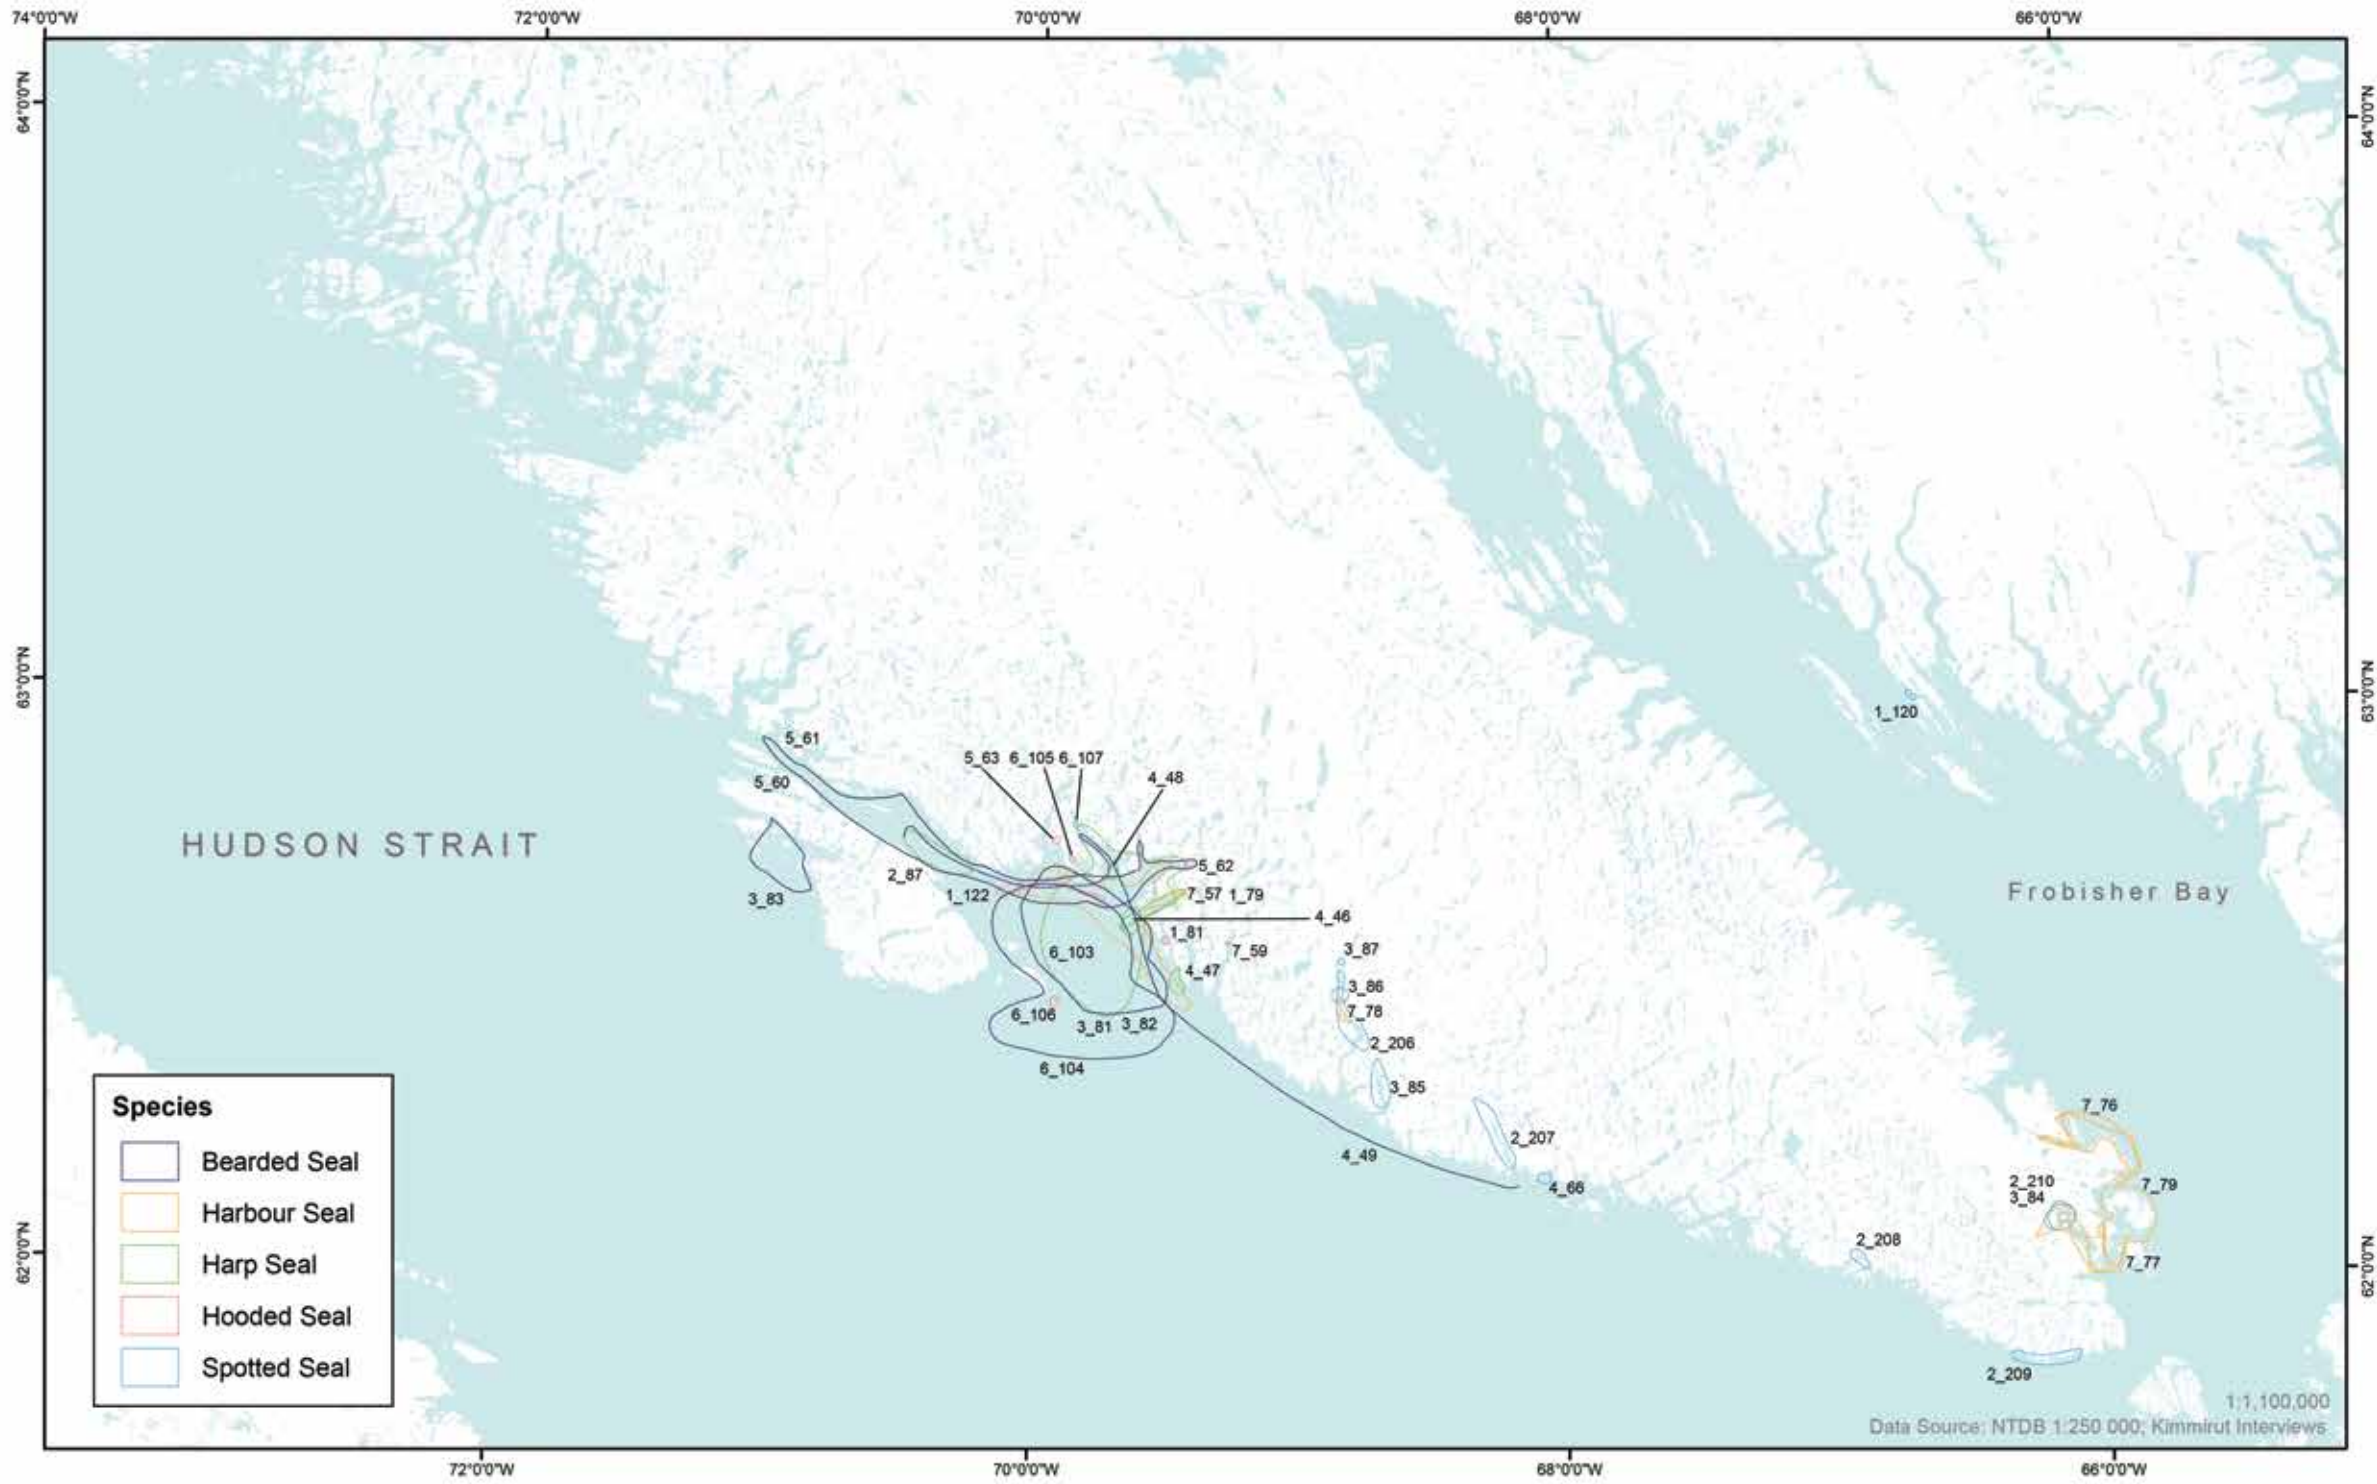 74°0'0"W 72°0'0"W 70°0'0"W 68°0'0"W 66°0'0"W
64°0'0"N 64°0'0"N
63°0'0"N 63°0'0"N
1_120
5_61
5_63 6_105 6_107
4_48
5_60
HUDSON STRAIT
5_62
2_87
Frobisher Bay
3_83
1_122
7_57 1_79
4_46
1_81
6_103
7_59
3_87
4_47
3_86
6_106
7_78
3_81 3_82
2_206
6_104
3_85
7_76
2_207
4_49
4_66
2_210
3_84
7_79
2_208
7_77
62°0'0"N 62°0'0"N
2_209
Species
Bearded Seal
Harbour Seal
Harp Seal
Hooded Seal
Spotted Seal
1:1,100,000
Data Source: NTDB 1:250 000; Kimmirut Interviews
72°0'0"W 70°0'0"W 68°0'0"W 66°0'0"W